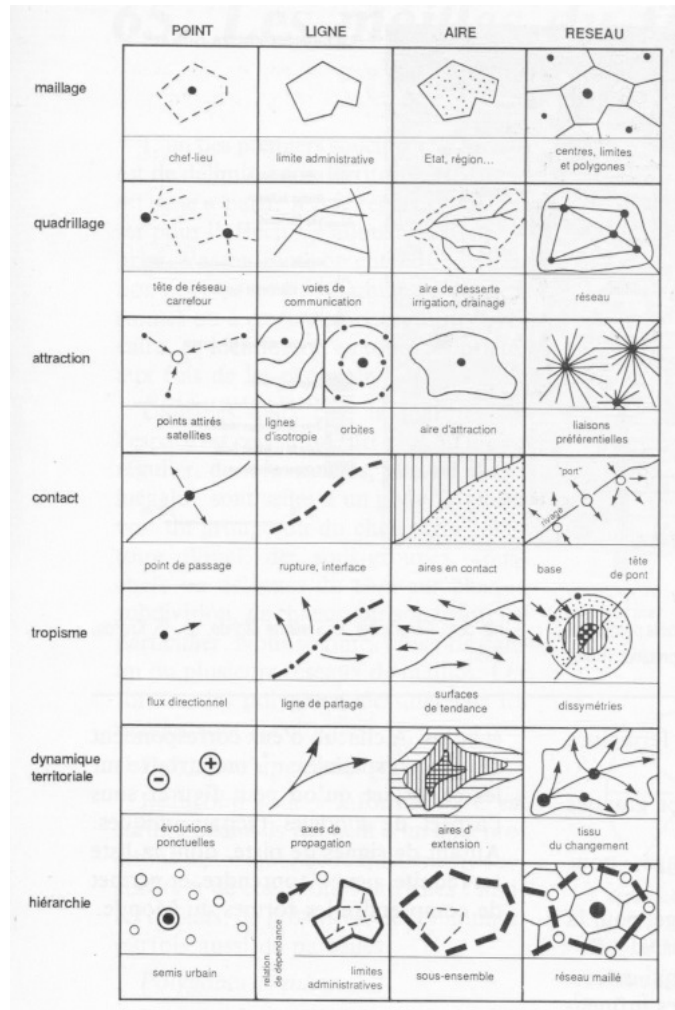 POINT LIGNE AIRE RESEAU
maillage
chef-lieu
limite administrative
Etat, région...
centres, limites
et polygones
quadrillage
tête de réseau
carrefour
voies de
communication
aire de desserte
irrigation, drainage
réseau
attraction
points attirés
satellites
lignes
d'isotropie
orbites
aire d'attraction
liaisons
préférentielles
contact
point de passage
rupture, interface
aires en contact
"port"
rivage
base
tête
de pont
tropisme
flux directionnel
ligne de partage
surfaces
de tendance
dissymétries
dynamique
territoriale
évolutions
ponctuelles
axes de
propagation
aires d'
extension
tissu
du changement
hiérarchie
semis urbain
relation
de dépendance
limites
administratives
sous-ensemble
réseau maillé